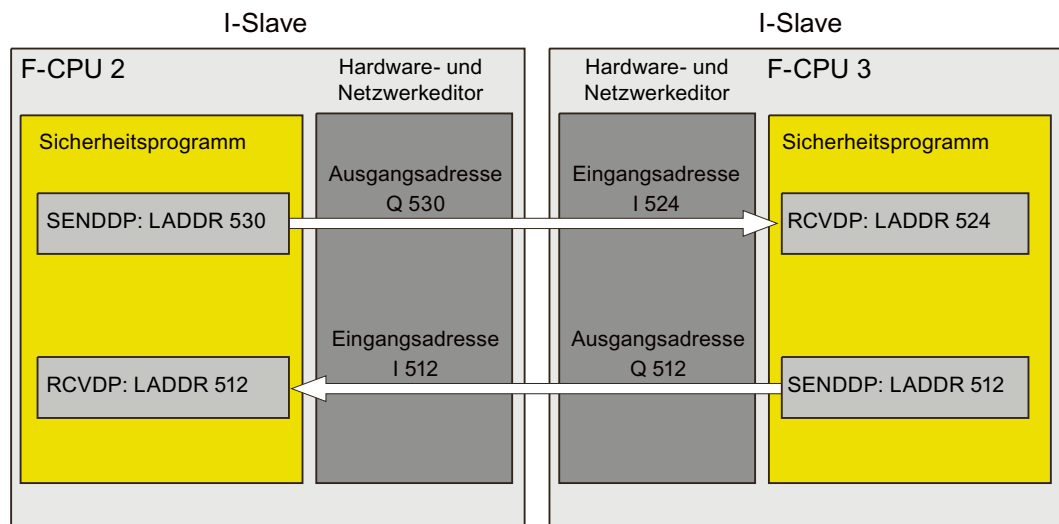 I-Slave
F-CPU 2
Hardware- und
Netzwerkeditor
Sicherheitsprogramm
Ausgangsadresse
Q 530
SENDDP: LADDR 530
Eingangsadresse
I 512
RCVDP: LADDR 512
I-Slave
Hardware- und
Netzwerkeditor
F-CPU 3
Sicherheitsprogramm
Eingangsadresse
I 524
RCVDP: LADDR 524
Ausgangsadresse
Q 512
SENDDP: LADDR 512